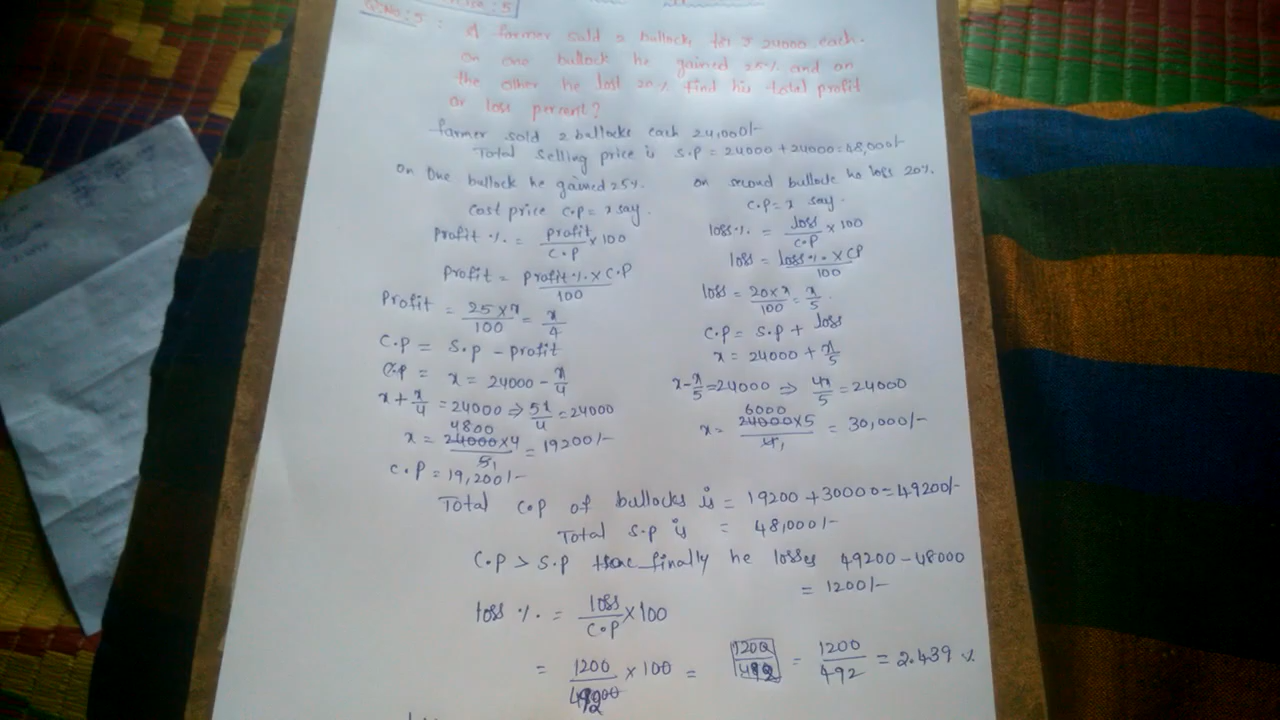 : 5
Q.No: 5 : A farmer sold 2 bullocks for ₹ 24000 each.
on one bullock he gained 25% and on
the other he lost 20% Find his total profit
or loss percent?
farmer sold 2 bullocks each 24,000/-
Total selling price is S.P = 24000 + 24000 = 48,000/-
on One bullock he gained 25%.
Cost price C.P = x say.
Profit % = profit/C.P × 100
Profit = Profit % × C.P/100
Profit = 25 × x/100 = x/4
C.P = S.P - profit
C.P = x = 24000 - x/4
x + x/4 = 24000 ⇒ 5x/4 = 24000
4800
x = 24000×4/5 1 = 19200/-
C.P = 19,200/-
on second bullock he loss 20%.
C.P = x say.
loss % = loss/C.P × 100
loss = loss % × CP/100
loss = 20×x/100 = x/5.
C.P = S.P + loss
x = 24000 + x/5
x - x/5 = 24000 ⇒ 4x/5 = 24000
6000
x = 24000×5/4 1 = 30,000/-
Total C.P of bullocks is = 19200 + 30000 = 49200/-
Total S.P is = 48,000/-
C.P > S.P finally he losses 49200 - 48000
= 1200/-
loss % = loss/C.P × 100
= 1200/49200 × 100 = 1200/492 = 1200/492 = 2.439 %